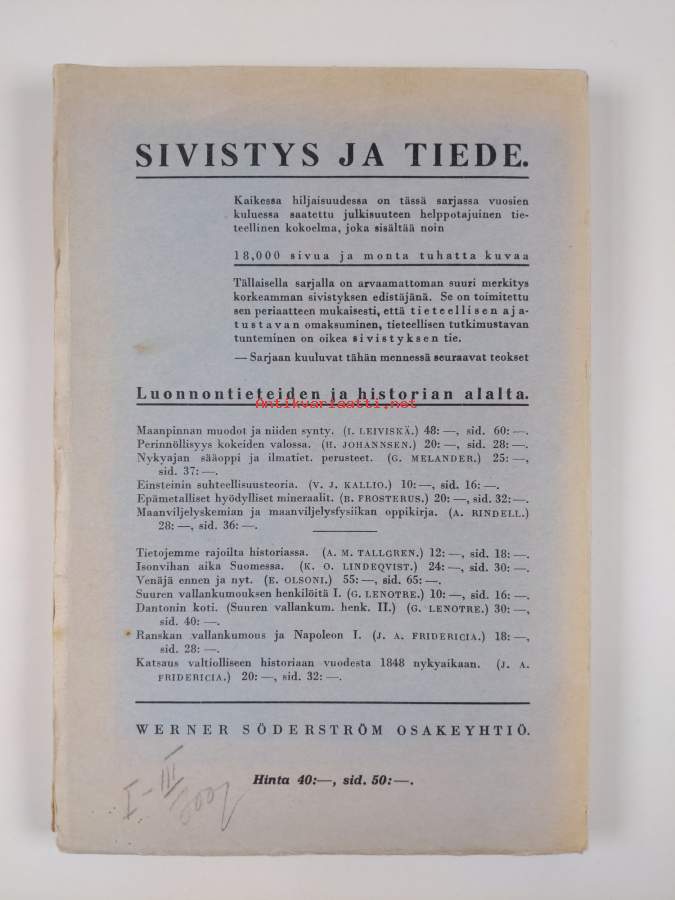 SIVISTYS JA TIEDE.
Kaikessa hiljaisuudessa on tässä sarjassa vuosien
kuluessa saatettu julkisuuteen helppotajuinen tie-
teellinen kokoelma, joka sisältää noin
18,000 sivua ja monta tuhatta kuvaa
Tällaisella sarjalla on arvaamattoman suuri merkitys
korkeamman sivistyksen edistäjänä. Se on toimitettu
sen periaatteen mukaisesti, että tieteellisen aja-
tustavan omaksuminen, tieteellisen tutkimustavan
tunteminen on oikea sivistyksen tie.
— Sarjaan kuuluvat tähän mennessä seuraavat teokset
Luonnontieteiden ja historian alalta.
Antikvariaatti.net
Maanpinnan muodot ja niiden synty. (I. LEIVISKÄ.) 48: —, sid. 60: —.
Perinnöllisyys kokeiden valossa. (H. JOHANNSEN.) 20: —, sid. 28: —.
Nykyajan sääoppi ja ilmatiet. perusteet. (G. MELANDER.) 25: —,
sid. 37: —.
Einsteinin suhteellisuusteoria. (V. J. KALLIO.) 10: —, sid. 16: —.
Epämetalliset hyödylliset mineraalit. (B. FROSTERUS.) 20: —, sid. 32: —.
Maanviljelyskemian ja maanviljelysfysiikan oppikirja. (A. RINDELL.)
28: —, sid. 36: —.
Tietojemme rajoilta historiassa. (A. M. TALLGREN.) 12: —, sid. 18: —.
Isonvihan aika Suomessa. (K. O. LINDEQVIST.) 24: —, sid. 30: —.
Venäjä ennen ja nyt. (E. OLSONI.) 55: —, sid. 65: —.
Suuren vallankumouksen henkilöitä I. (G. LENOTRE.) 10: —, sid. 16: —.
Dantonin koti. (Suuren vallankum. henk. II.) (G. LENOTRE.) 30: —,
sid. 40: —.
Ranskan vallankumous ja Napoleon I. (J. A. FRIDERICIA.) 18: —,
sid. 28: —.
Katsaus valtiolliseen historiaan vuodesta 1848 nykyaikaan. (J. A.
FRIDERICIA.) 20: —, sid. 32: —.
WERNER SÖDERSTRÖM OSAKEYHTIÖ.
Hinta 40: —, sid. 50: —.
I-III